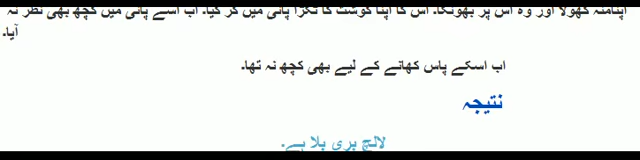 اپنامنہ کھولا اور وہ اس پر بھونکا۔ اس کا اپنا گوشت کا ٹکڑا پانی میں گر گیا۔ اب اسے پانی میں کچھ بھی نظر نہ
آیا۔
اب اسکے پاس کھانے کے لیے بھی کچھ نہ تھا۔
نتیجہ
لالچ بری بلا ہے۔